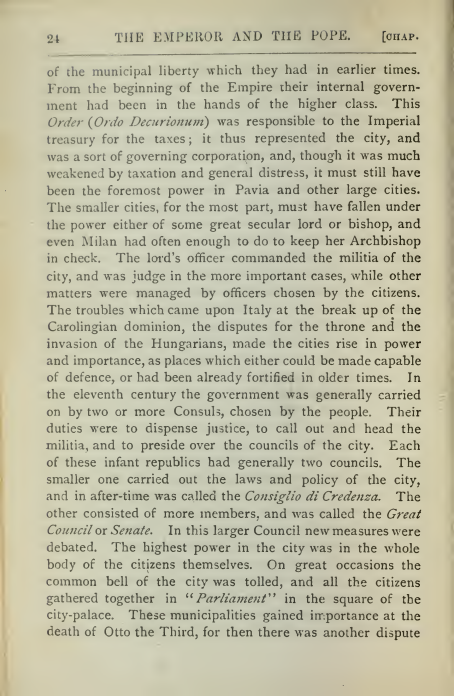 24 THE EMPEROR AND THE POPE. [CHAP.
of the municipal liberty which they had in earlier times.
From the beginning of the Empire their internal govern-
ment had been in the hands of the higher class. This
Order (Ordo Decurionum) was responsible to the Imperial
treasury for the taxes; it thus represented the city, and
was a sort of governing corporation, and, though it was much
weakened by taxation and general distress, it must still have
been the foremost power in Pavia and other large cities.
The smaller cities, for the most part, must have fallen under
the power either of some great secular lord or bishop, and
even Milan had often enough to do to keep her Archbishop
in check. The lord's officer commanded the militia of the
city, and was judge in the more important cases, while other
matters were managed by officers chosen by the citizens.
The troubles which came upon Italy at the break up of the
Carolingian dominion, the disputes for the throne and the
invasion of the Hungarians, made the cities rise in power
and importance, as places which either could be made capable
of defence, or had been already fortified in older times. In
the eleventh century the government was generally carried
on by two or more Consuls, chosen by the people. Their
duties were to dispense justice, to call out and head the
militia, and to preside over the councils of the city. Each
of these infant republics had generally two councils. The
smaller one carried out the laws and policy of the city,
and in after-time was called the Consiglio di Credenza. The
other consisted of more members, and was called the Great
Council or Senate. In this larger Council new measures were
debated. The highest power in the city was in the whole
body of the citizens themselves. On great occasions the
common bell of the city was tolled, and all the citizens
gathered together in "Parliament" in the square of the
city-palace. These municipalities gained importance at the
death of Otto the Third, for then there was another dispute